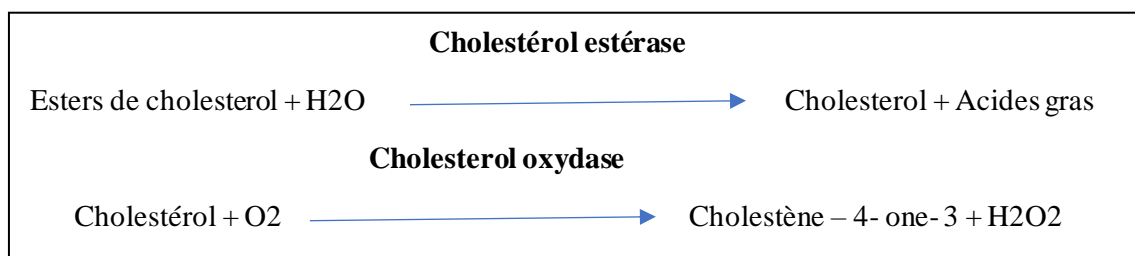 Cholestérol estérase
Esters de cholesterol + H2O Cholesterol + Acides gras
Cholesterol oxydase
Cholestérol + O2 Cholestène – 4- one- 3 + H2O2